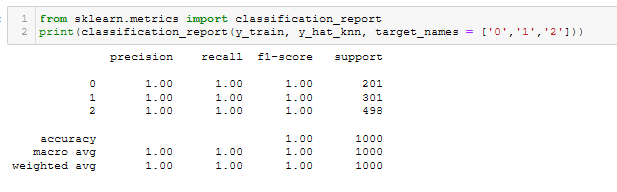 1 from sklearn.metrics import classification_report
2 print(classification_report(y_train, y_hat_knn, target_names = ['0','1','2']))
precision recall f1-score support
0 1.00 1.00 1.00 201
1 1.00 1.00 1.00 301
2 1.00 1.00 1.00 498
accuracy 1.00 1000
macro avg 1.00 1.00 1.00 1000
weighted avg 1.00 1.00 1.00 1000